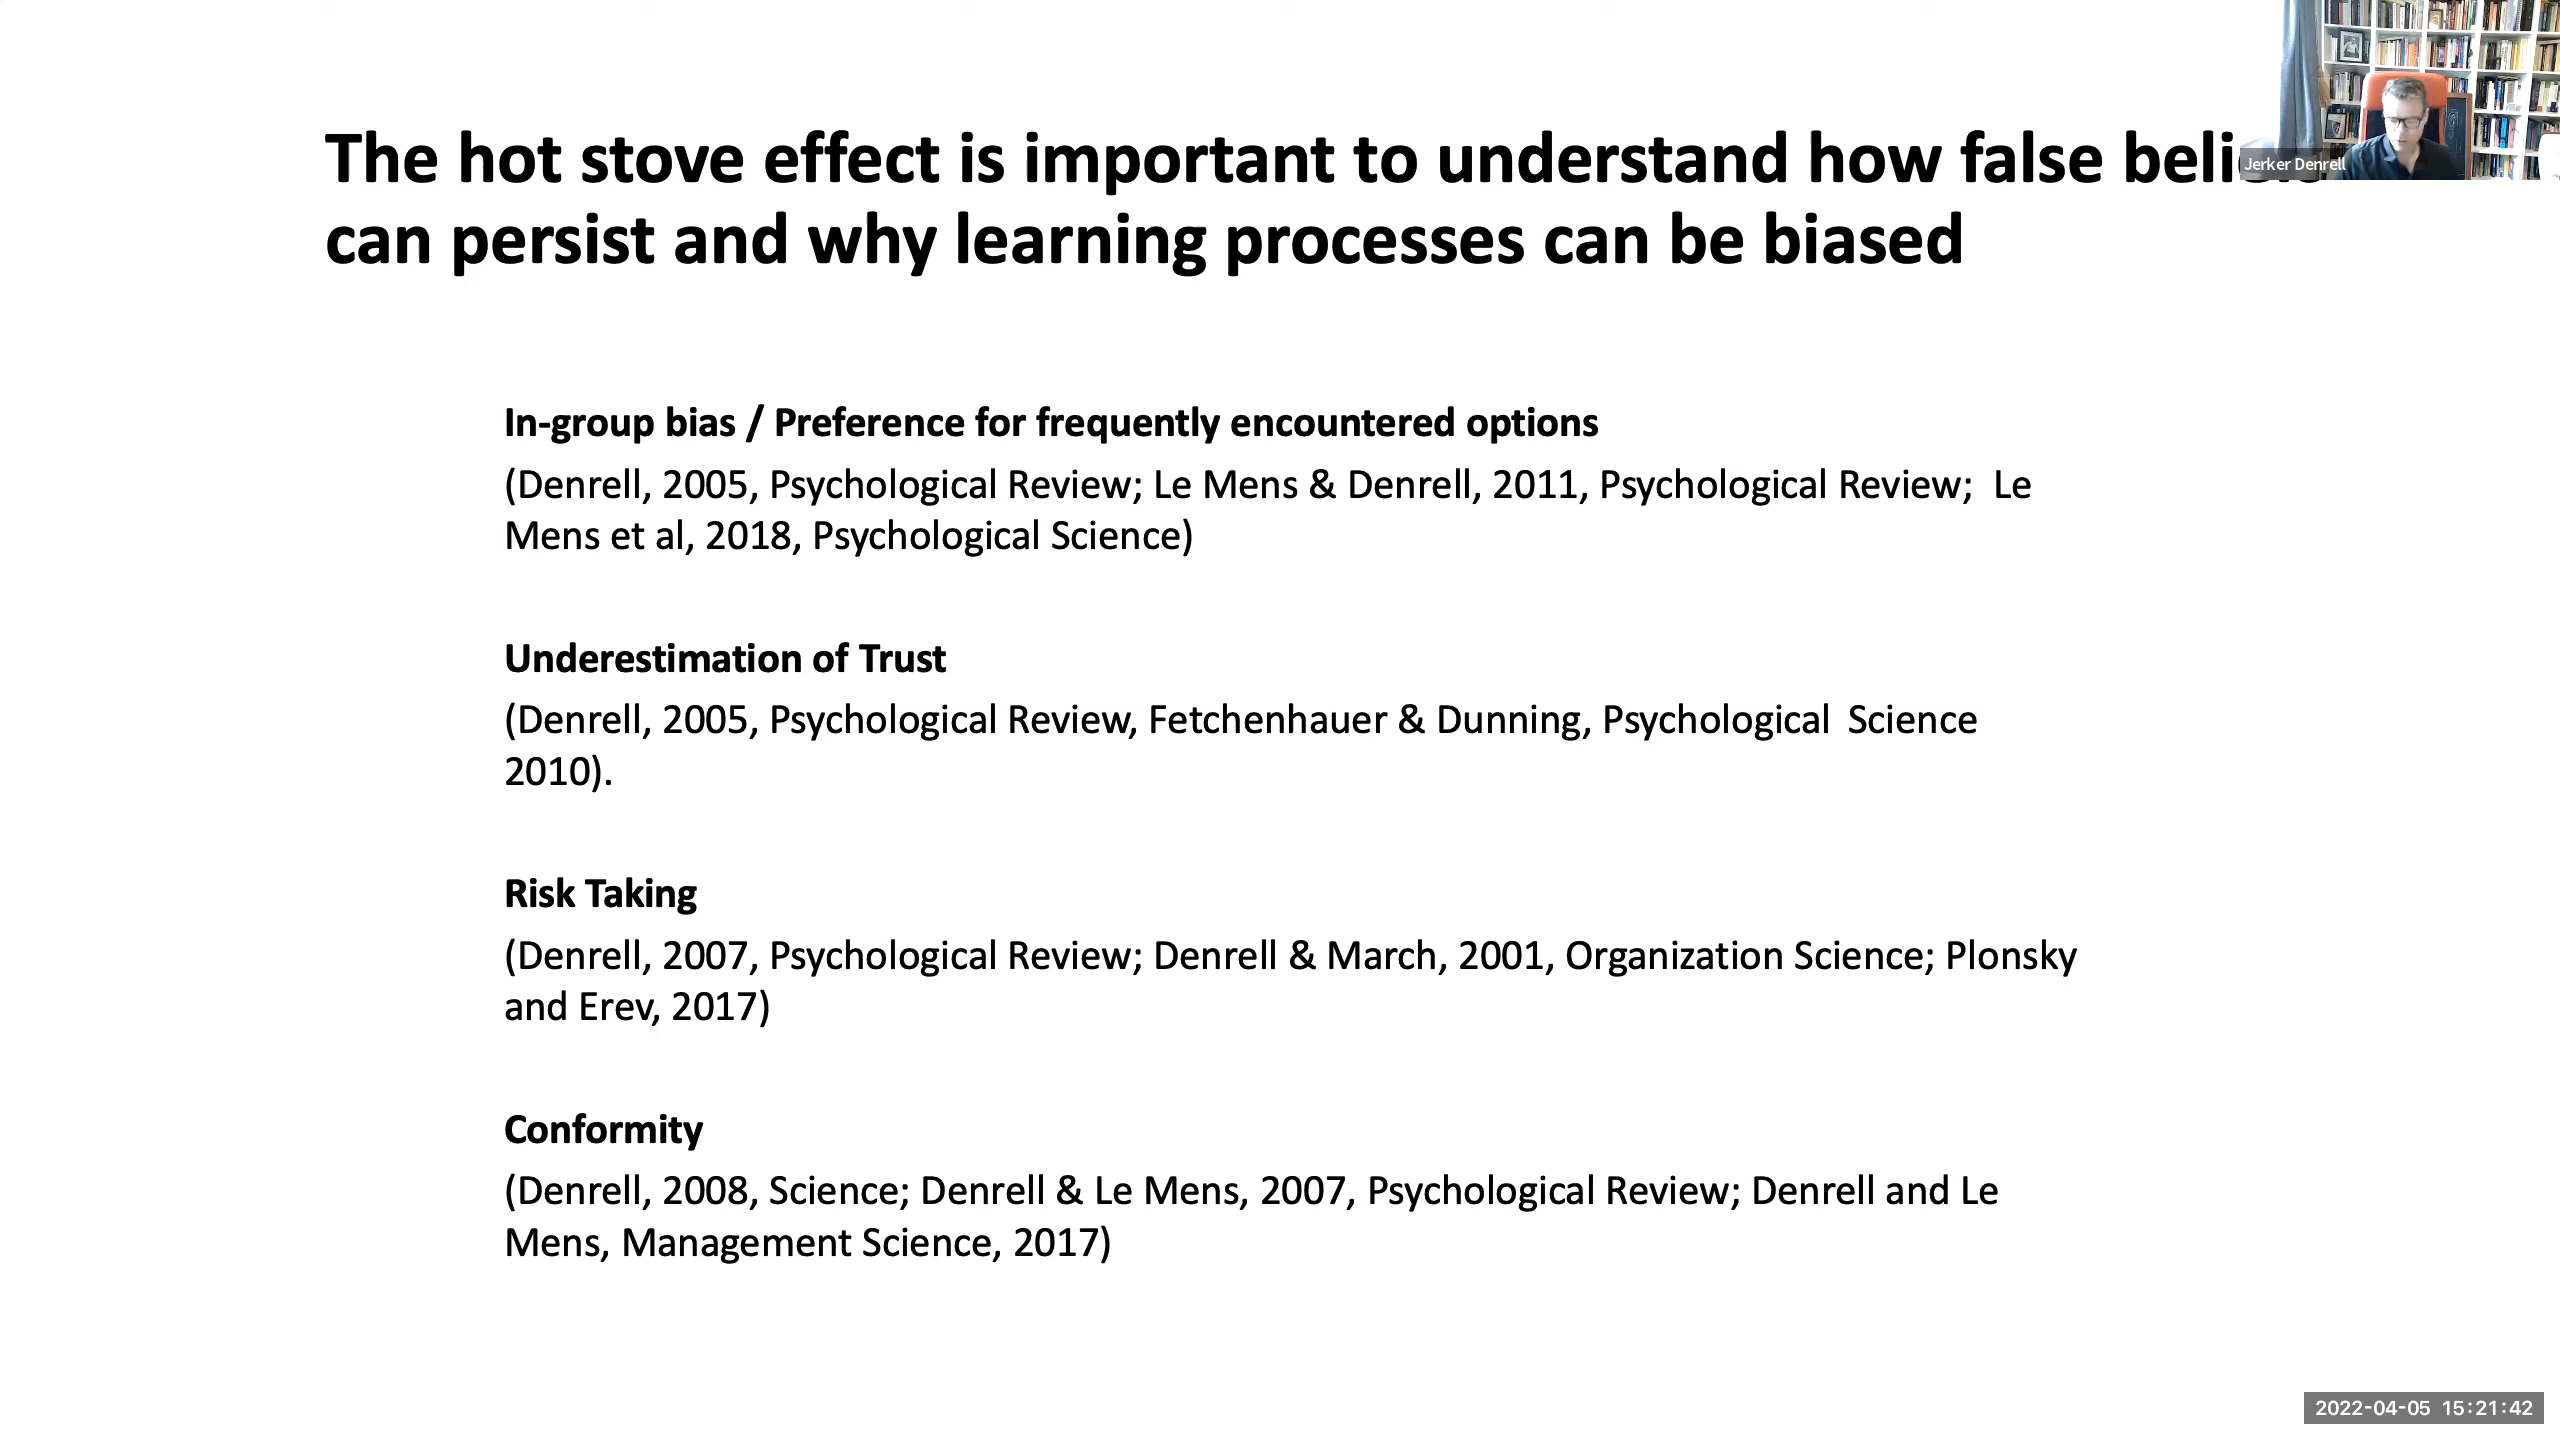 The hot stove effect is important to understand how false
can persist and why learning processes can be biased
Jerker Denrell
In-group bias / Preference for frequently encountered options
(Denrell, 2005, Psychological Review; Le Mens & Denrell, 2011, Psychological Review;  Le
Mens et al, 2018, Psychological Science)
Underestimation of Trust
(Denrell, 2005, Psychological Review, Fetchenhauer & Dunning, Psychological  Science
2010).
Risk Taking
(Denrell, 2007, Psychological Review; Denrell & March, 2001, Organization Science; Plonsky
and Erev, 2017)
Conformity
(Denrell, 2008, Science; Denrell & Le Mens, 2007, Psychological Review; Denrell and Le
Mens, Management Science, 2017)
2022-04-05 15:21:42